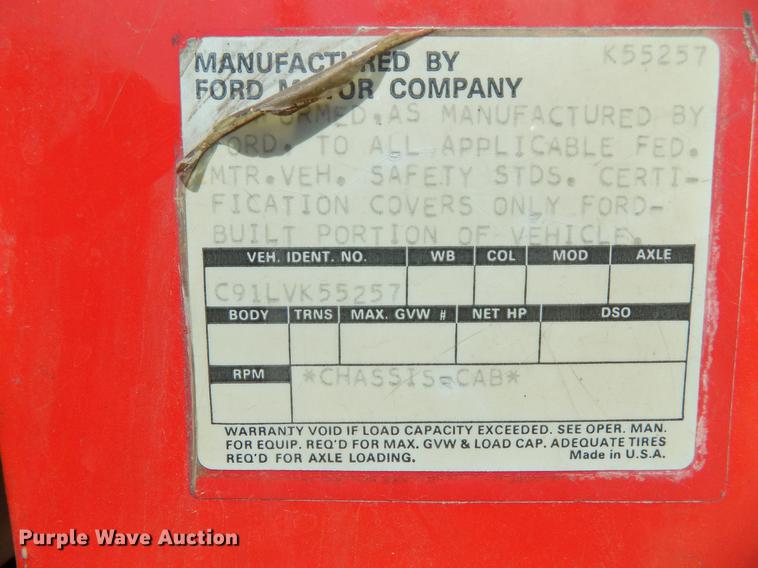 K55257
MANUFACTURED BY
FORD MOTOR COMPANY
ORMED.AS MANUFACTURED BY
FORD. TO ALL APPLICABLE FED.
MTR.VEH. SAFETY STDS. CERTI-
FICATION COVERS ONLY FORD-
BUILT PORTION OF VEHICLE.
VEH. IDENT. NO. WB COL MOD AXLE
C91LVK55257
BODY TRNS MAX. GVW # NET HP DSO
RPM *CHASSIS-CAB*
WARRANTY VOID IF LOAD CAPACITY EXCEEDED. SEE OPER. MAN.
FOR EQUIP. REQ'D FOR MAX. GVW & LOAD CAP. ADEQUATE TIRES
REQ'D FOR AXLE LOADING. Made in U.S.A.
Purple Wave Auction